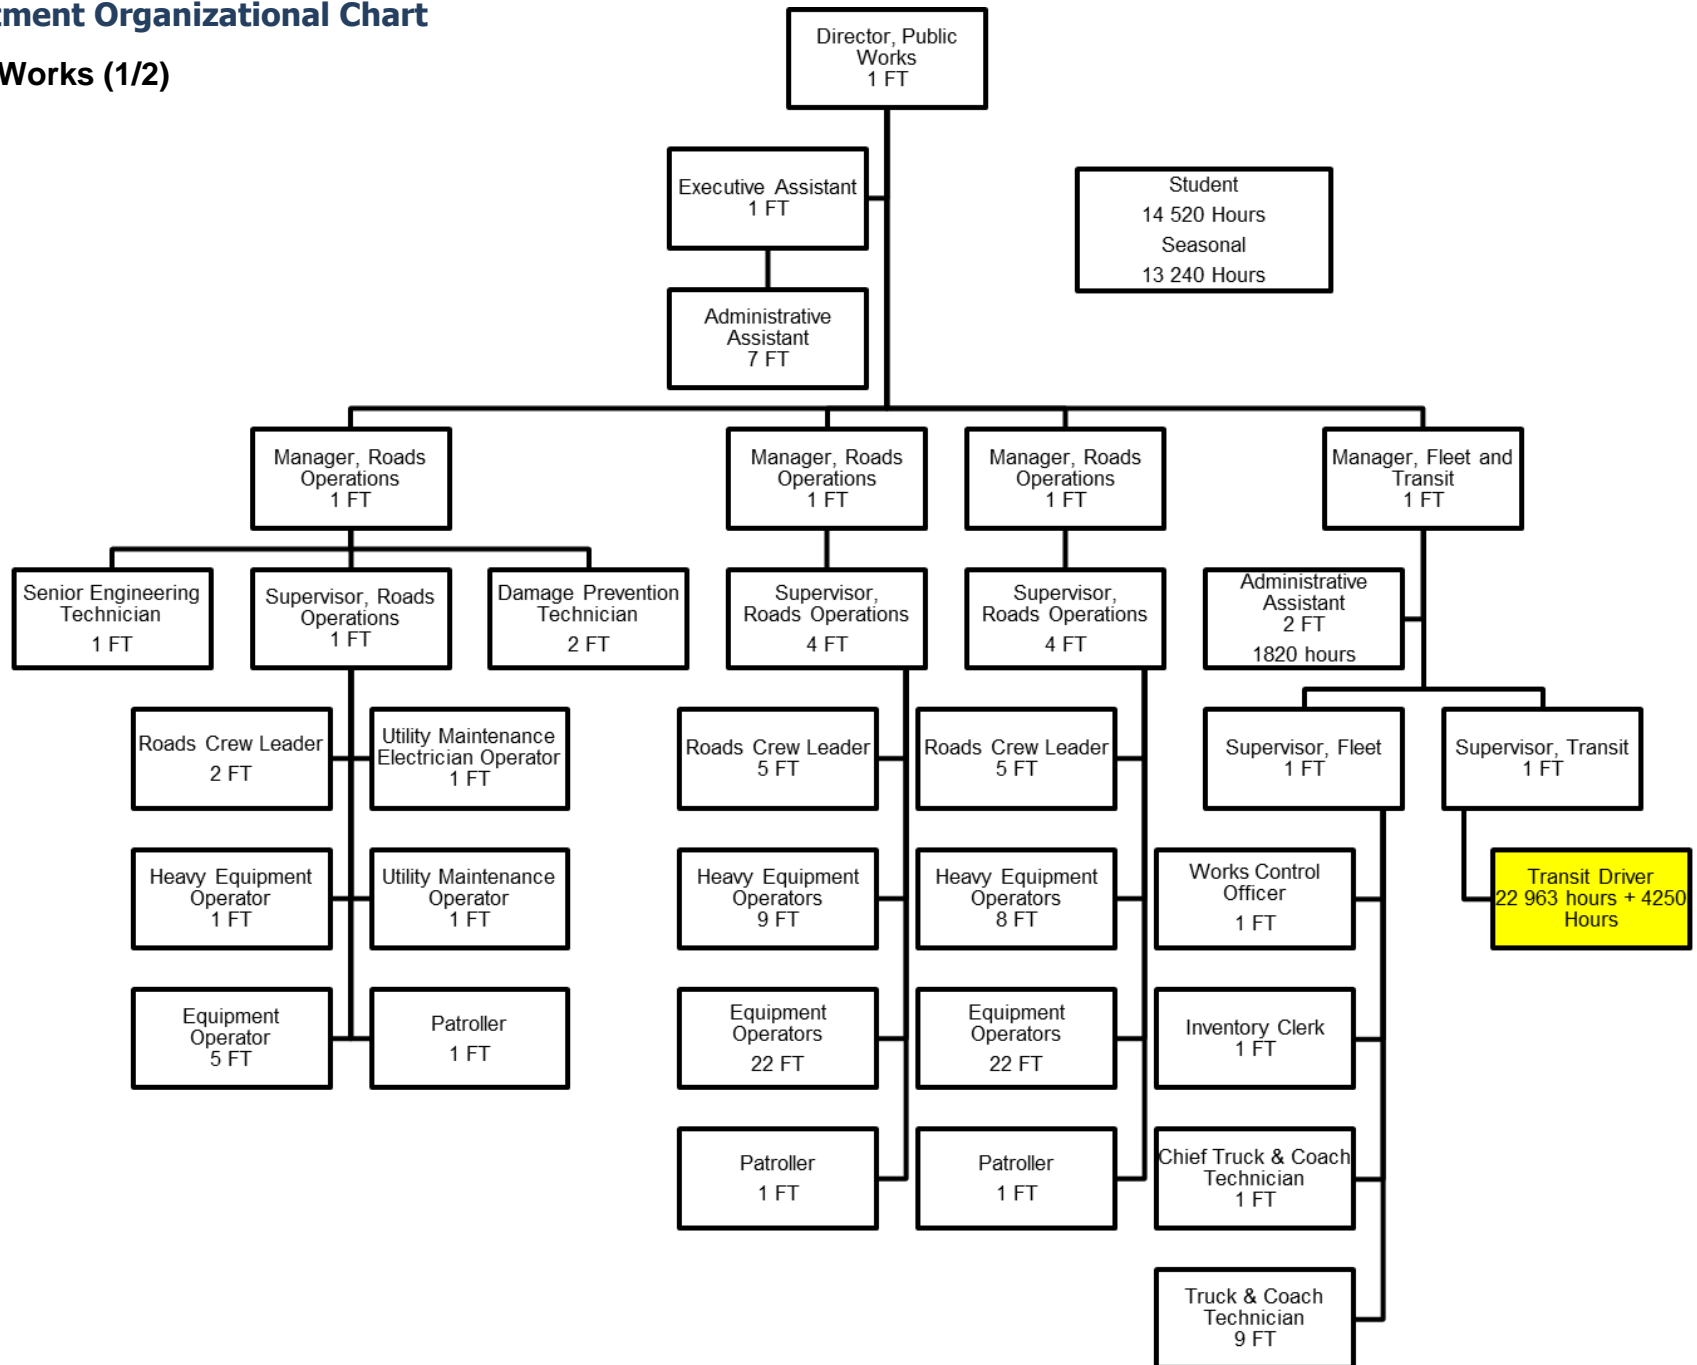 tment Organizational Chart
Works (1/2)
Director, Public
Works
1 FT
Executive Assistant
1 FT
Student
14 520 Hours
Seasonal
13 240 Hours
Administrative
Assistant
7 FT
Manager, Roads
Operations
1 FT
Manager, Roads
Operations
1 FT
Manager, Roads
Operations
1 FT
Manager, Fleet and
Transit
1 FT
Senior Engineering
Technician
1 FT
Supervisor, Roads
Operations
1 FT
Damage Prevention
Technician
2 FT
Supervisor,
Roads Operations
4 FT
Supervisor,
Roads Operations
4 FT
Administrative
Assistant
2 FT
1820 hours
Roads Crew Leader
2 FT
Utility Maintenance
Electrician Operator
1 FT
Roads Crew Leader
5 FT
Roads Crew Leader
5 FT
Supervisor, Fleet
1 FT
Supervisor, Transit
1 FT
Heavy Equipment
Operator
1 FT
Utility Maintenance
Operator
1 FT
Heavy Equipment
Operators
9 FT
Heavy Equipment
Operators
8 FT
Works Control
Officer
1 FT
Transit Driver
22 963 hours + 4250
Hours
Equipment
Operator
5 FT
Patroller
1 FT
Equipment
Operators
22 FT
Equipment
Operators
22 FT
Inventory Clerk
1 FT
Patroller
1 FT
Patroller
1 FT
Chief Truck & Coach
Technician
1 FT
Truck & Coach
Technician
9 FT